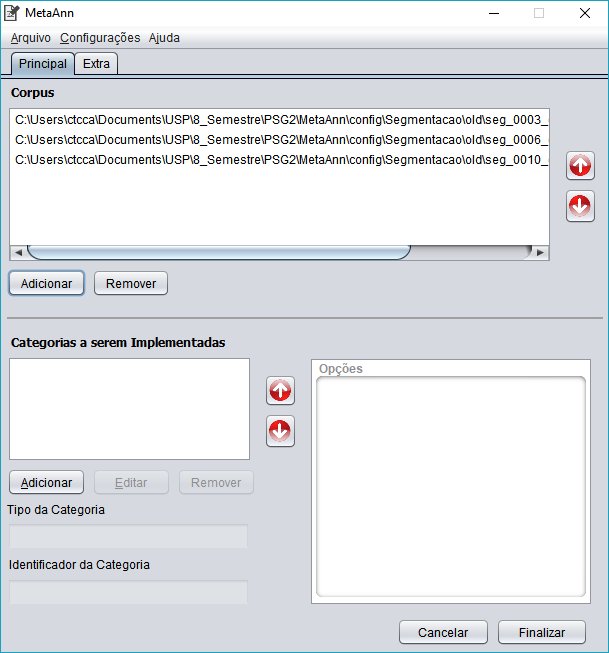 MetaAnn
Arquivo Configurações Ajuda
Principal Extra
Corpus
C:\Users\ctcca\Documents\USP\8_Semestre\PSG2\MetaAnn\config\Segmentacao\old\seg_0003_
C:\Users\ctcca\Documents\USP\8_Semestre\PSG2\MetaAnn\config\Segmentacao\old\seg_0006_
C:\Users\ctcca\Documents\USP\8_Semestre\PSG2\MetaAnn\config\Segmentacao\old\seg_0010_
Adicionar Remover
Categorias a serem Implementadas
Opções
Adicionar Editar Remover
Tipo da Categoria
Identificador da Categoria
Cancelar Finalizar